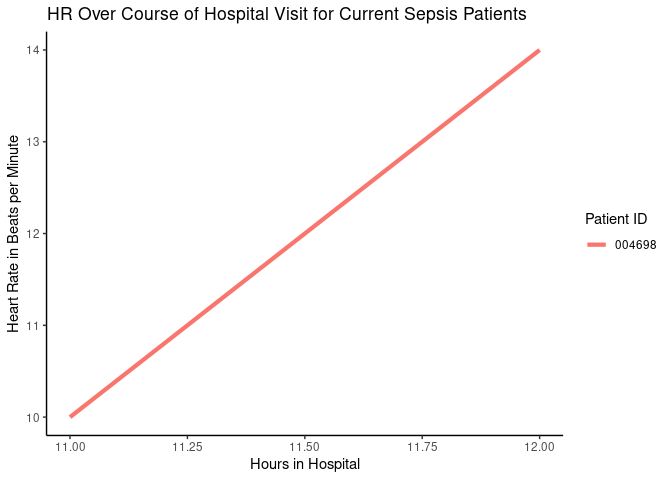 HR Over Course of Hospital Visit for Current Sepsis Patients
14
13
12
11
10
Heart Rate in Beats per Minute
11.00 11.25 11.50 11.75 12.00
Hours in Hospital
Patient ID
004698